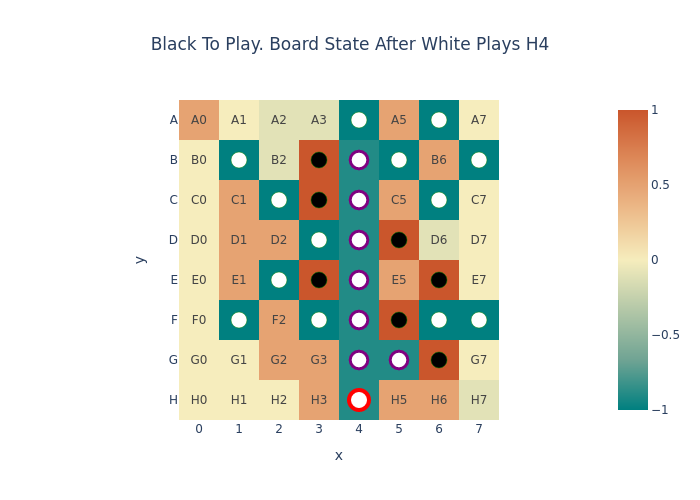 Black To Play. Board State After White Plays H4
A A0 A1 A2 A3 A5 A7
B B0 B2 B6
C C0 C1 C5 C7
D D0 D1 D2 D6 D7
E E0 E1 E5 E7
F F0 F2
G G0 G1 G2 G3 G7
H H0 H1 H2 H3 H5 H6 H7
0 1 2 3 4 5 6 7
x
y
1
0.5
0
−0.5
−1